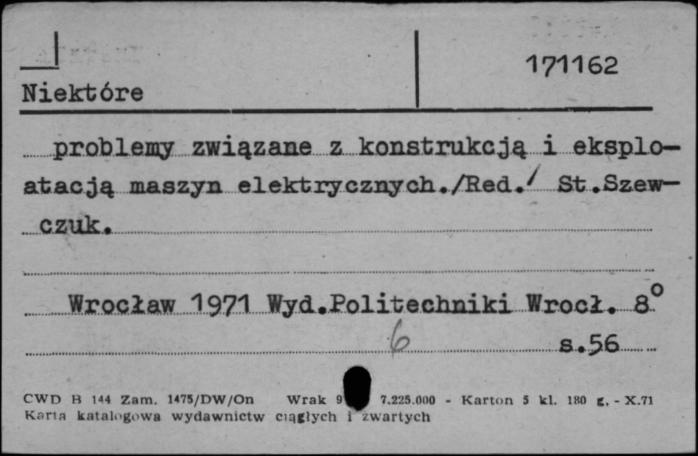 171162
Niektóre
problemy związane z konstrukcją i eksplo-
atacją maszyn elektrycznych./Red./ St.Szew-
czuk.
Wrocław 1971 Wyd.Politechniki Wrocł. 8°
6
s.56
CWD B 144 Zam. 1475/DW/On Wrak 9 7.225.000 - Karton 5 kl. 180 g. - X.71
Karta katalogowa wydawnictw ciągłych i zwartych